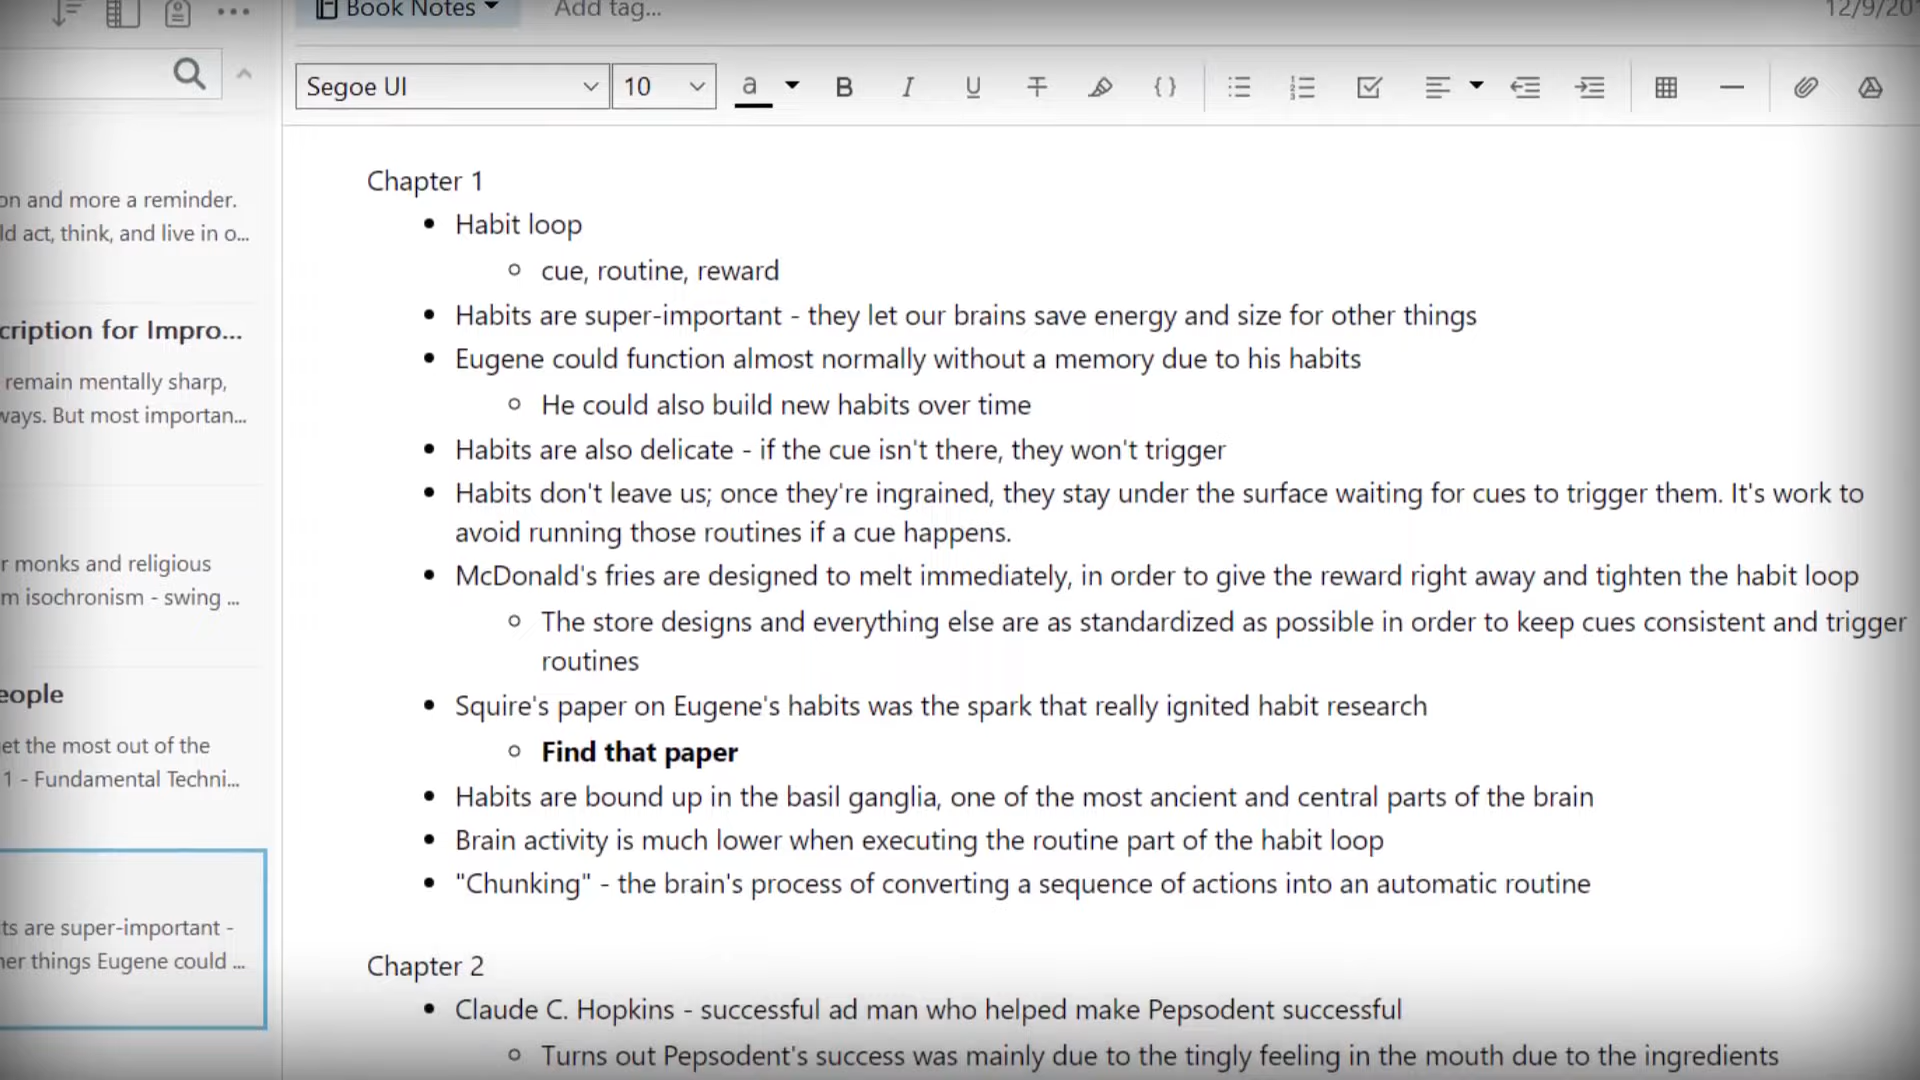 Book Notes
Add tag...
12/9/20
Segoe UI
10
a
B
I
U
T
{}
on and more a reminder.
ld act, think, and live in o...
cription for Impro...
remain mentally sharp,
ways. But most importan...
r monks and religious
m isochronism - swing ...
eople
et the most out of the
1 - Fundamental Techni...
ts are super-important -
her things Eugene could ...
Chapter 1
Habit loop
cue, routine, reward
Habits are super-important - they let our brains save energy and size for other things
Eugene could function almost normally without a memory due to his habits
He could also build new habits over time
Habits are also delicate - if the cue isn't there, they won't trigger
Habits don't leave us; once they're ingrained, they stay under the surface waiting for cues to trigger them. It's work to
avoid running those routines if a cue happens.
McDonald's fries are designed to melt immediately, in order to give the reward right away and tighten the habit loop
The store designs and everything else are as standardized as possible in order to keep cues consistent and trigger
routines
Squire's paper on Eugene's habits was the spark that really ignited habit research
Find that paper
Habits are bound up in the basil ganglia, one of the most ancient and central parts of the brain
Brain activity is much lower when executing the routine part of the habit loop
"Chunking" - the brain's process of converting a sequence of actions into an automatic routine
Chapter 2
Claude C. Hopkins - successful ad man who helped make Pepsodent successful
Turns out Pepsodent's success was mainly due to the tingly feeling in the mouth due to the ingredients